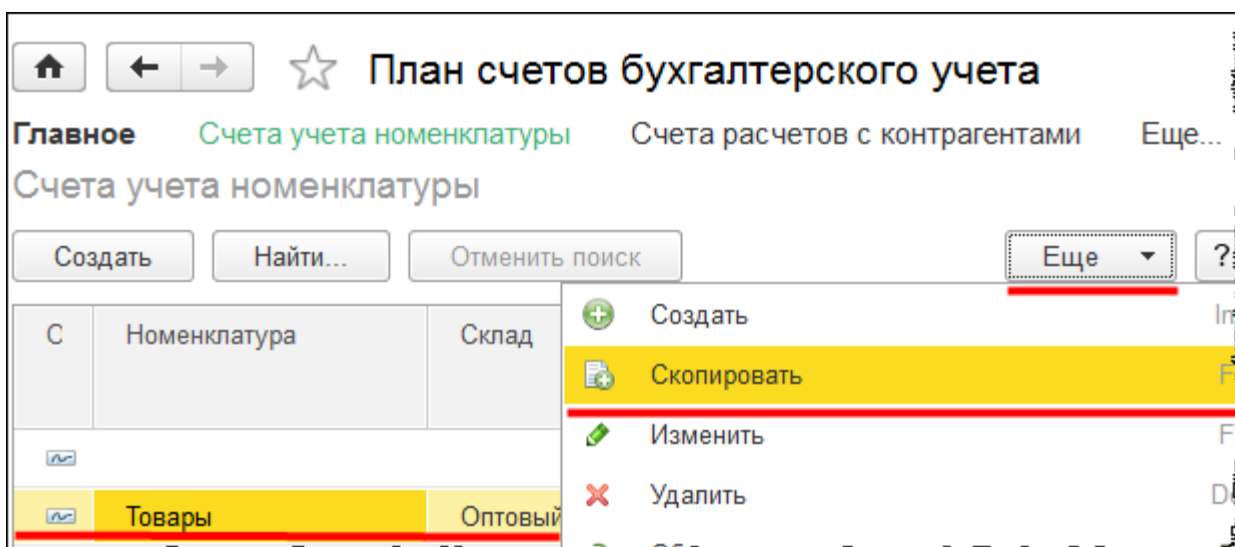 План счетов бухгалтерского учета
Главное Счета учета номенклатуры Счета расчетов с контрагентами Еще...
Счета учета номенклатуры
Создать Найти... Отменить поиск Еще ?
С Номенклатура Склад
Создать
Скопировать
Изменить
Удалить
Товары Оптовый